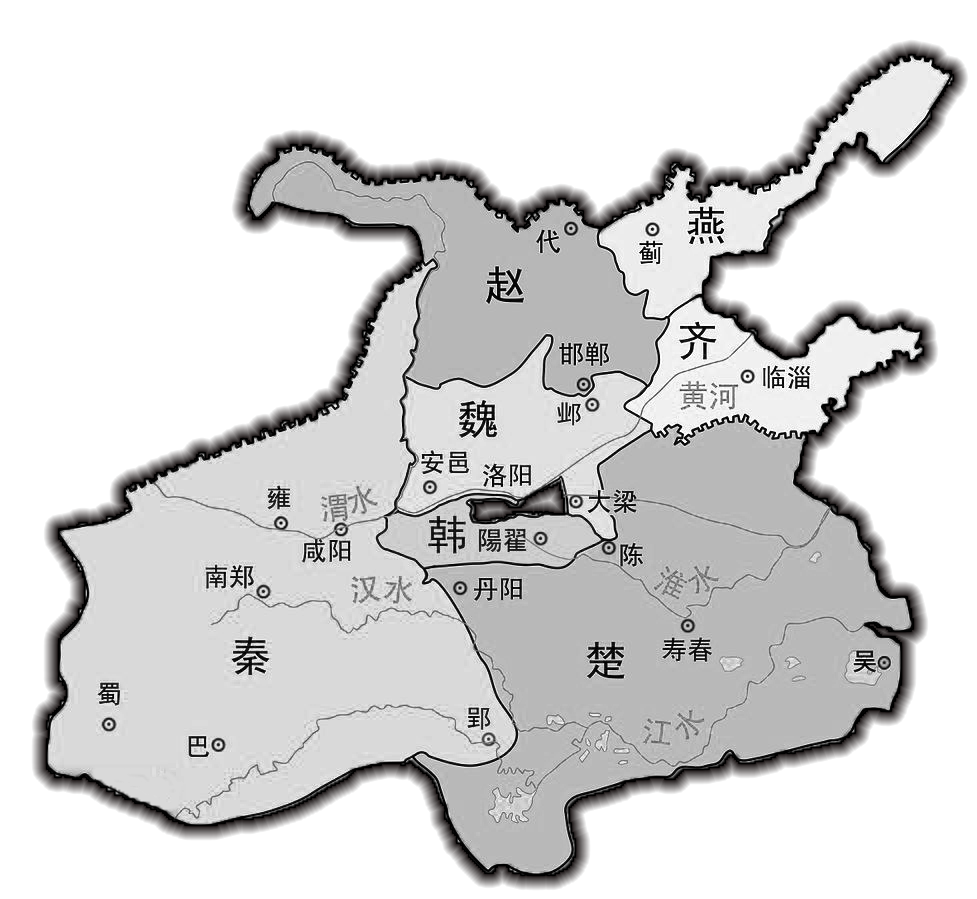 燕
代
蓟
赵
齐
邯郸
临淄
黄河
邺
魏
安邑
洛阳
雍
渭水
大梁
韩
陽翟
咸阳
陈
南郑
汉水
丹阳
淮水
寿春
秦
楚
吴
蜀
郢
江水
巴